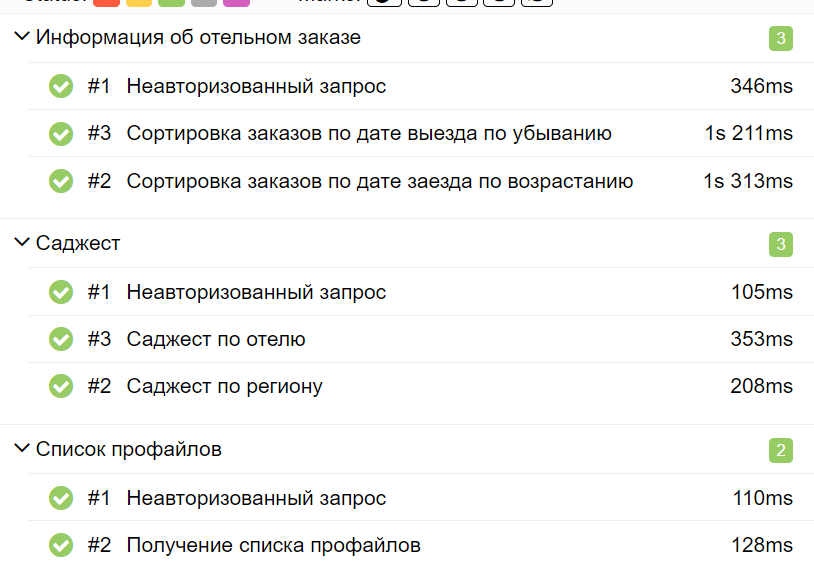 Информация об отельном заказе 3
#1 Неавторизованный запрос 346ms
#3 Сортировка заказов по дате выезда по убыванию 1s 211ms
#2 Сортировка заказов по дате заезда по возрастанию 1s 313ms
Саджест 3
#1 Неавторизованный запрос 105ms
#3 Саджест по отелю 353ms
#2 Саджест по региону 208ms
Список профайлов 2
#1 Неавторизованный запрос 110ms
#2 Получение списка профайлов 128ms